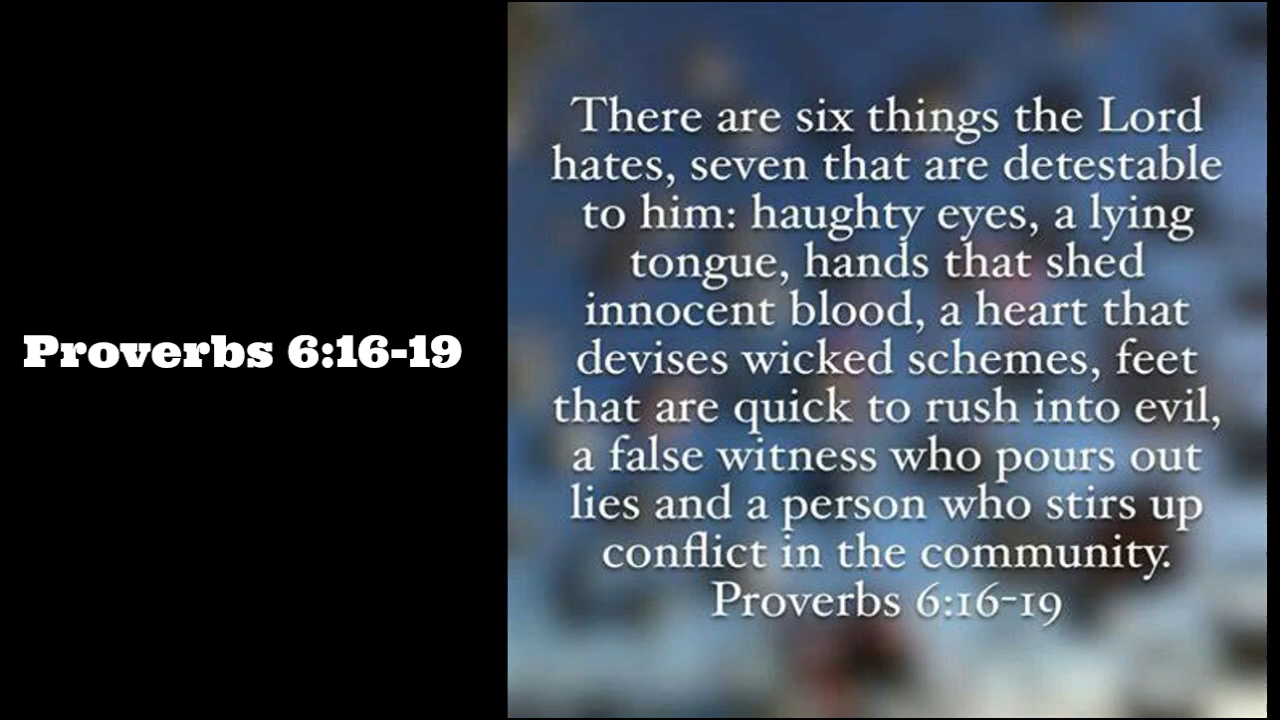 Proverbs 6:16-19
There are six things the Lord
hates, seven that are detestable
to him: haughty eyes, a lying
tongue, hands that shed
innocent blood, a heart that
devises wicked schemes, feet
that are quick to rush into evil,
a false witness who pours out
lies and a person who stirs up
conflict in the community.
Proverbs 6:16-19